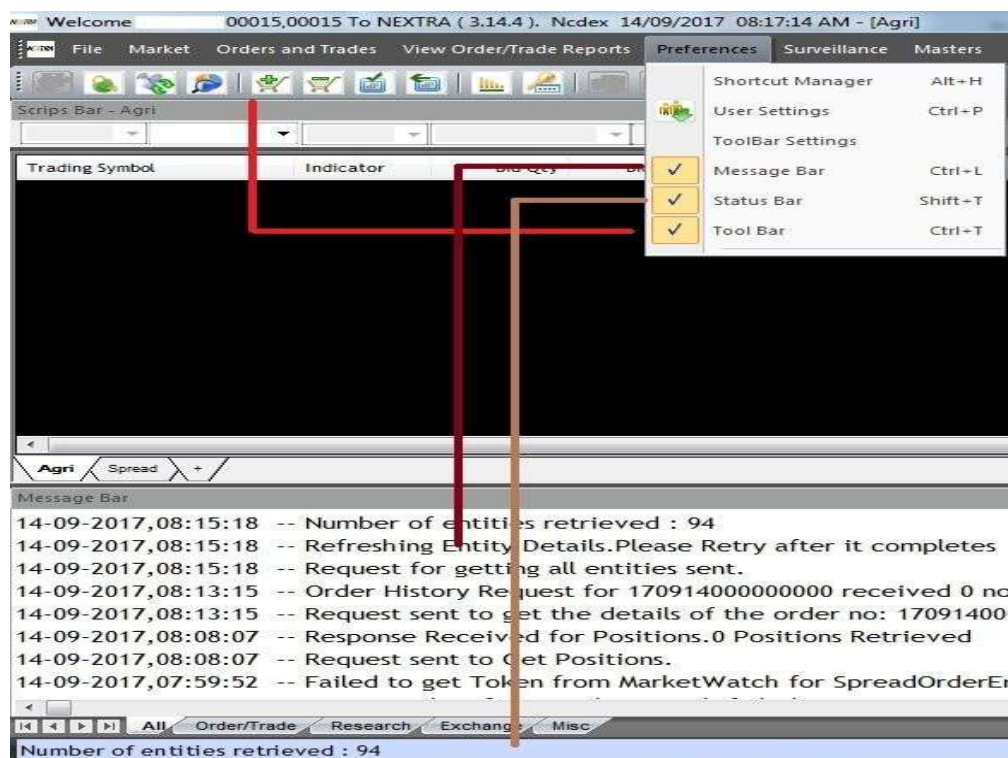 Welcome 00015,00015 To NEXTRA ( 3.14.4 ). Ncdex 14/09/2017 08:17:14 AM - [Agri]
File Market Orders and Trades View Order/Trade Reports Preferences Surveillance Masters
Shortcut Manager Alt+H
Scrips Bar - Agri
User Settings Ctrl+P
ToolBar Settings
Trading Symbol Indicator Bid Qty
Message Bar Ctrl+L
Status Bar Shift+T
Tool Bar Ctrl+T
Agri Spread +
Message Bar
14-09-2017,08:15:18 -- Number of entities retrieved : 94
14-09-2017,08:15:18 -- Refreshing Entity Details.Please Retry after it completes
14-09-2017,08:15:18 -- Request for getting all entities sent.
14-09-2017,08:13:15 -- Order History Request for 170914000000000 received 0 no
14-09-2017,08:13:15 -- Request sent to get the details of the order no: 17091400
14-09-2017,08:08:07 -- Response Received for Positions.0 Positions Retrieved
14-09-2017,08:08:07 -- Request sent to Get Positions.
14-09-2017,07:59:52 -- Failed to get Token from MarketWatch for SpreadOrderEn
All Order/Trade Research Exchange Misc
Number of entities retrieved : 94